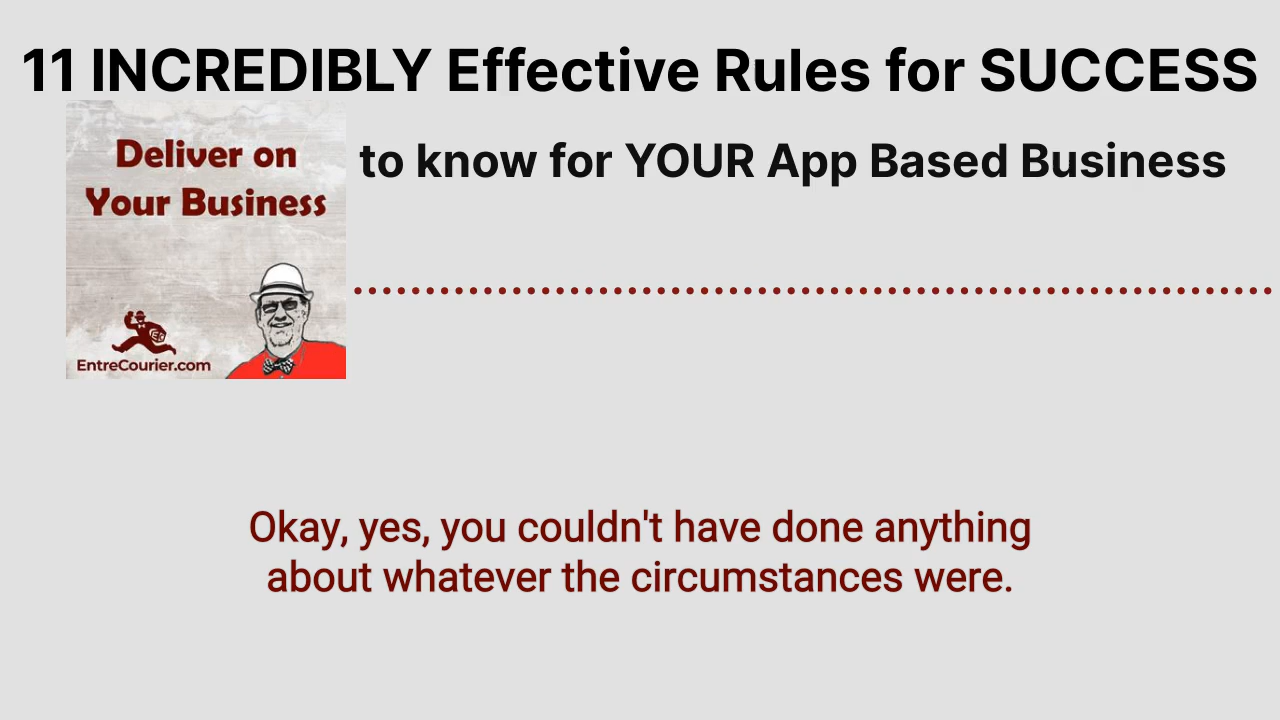 11 INCREDIBLY Effective Rules for SUCCESS
to know for YOUR App Based Business
Deliver on
Your Business
EntreCourier.com
Okay, yes, you couldn't have done anything
about whatever the circumstances were.